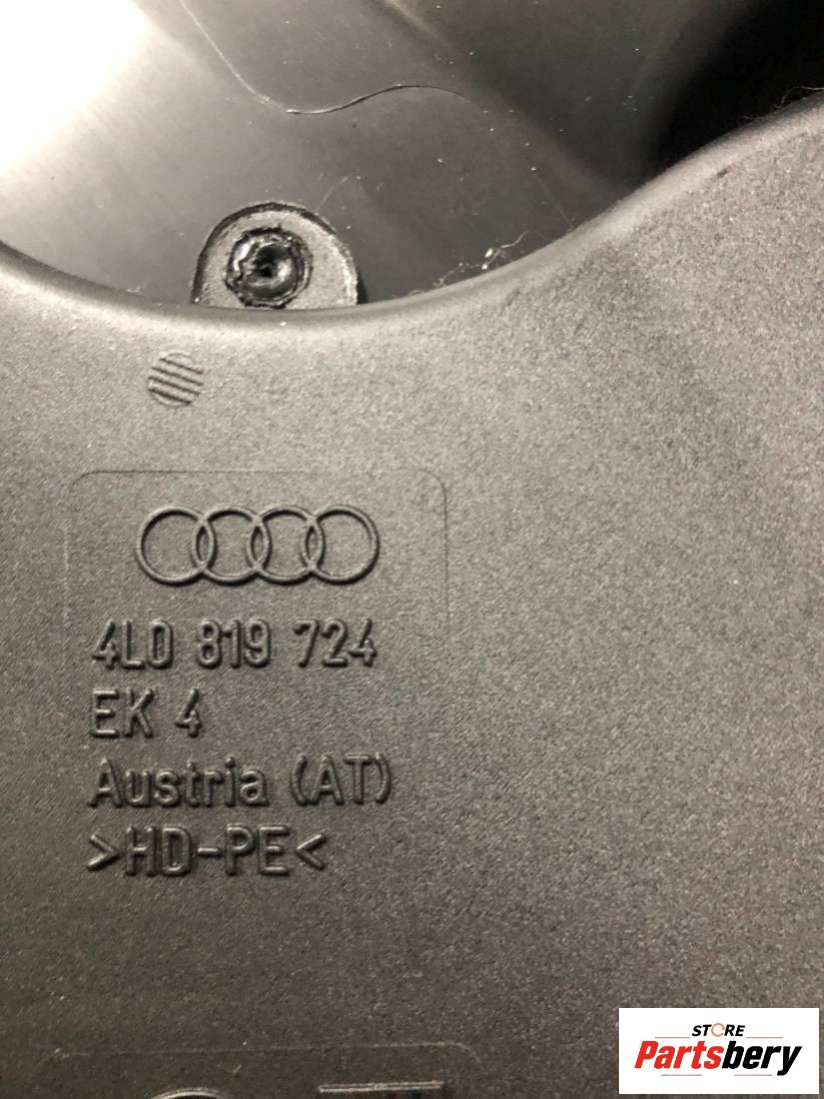 4L0 819 724
EK 4
Austria (AT)
>HD-PE<
STORE
Partsbery